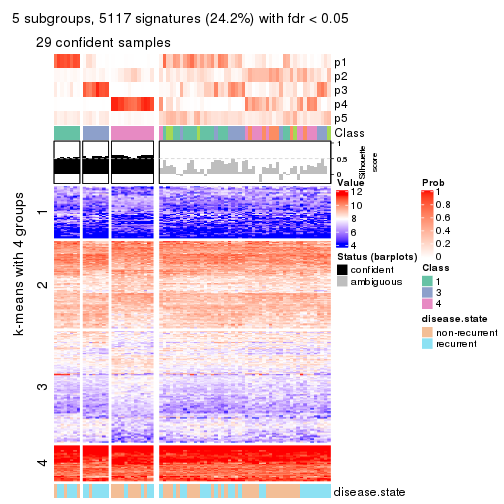 5 subgroups, 5117 signatures (24.2%) with fdr < 0.05
29 confident samples
p1
p2
p3
p4
p5
Class
1
0.5
0
Silhouette
score
k-means with 4 groups
1
2
3
4
disease.state
Value
12
10
8
6
4
Status (barplots)
confident
ambiguous
Prob
1
0.8
0.6
0.4
0.2
0
Class
1
3
4
disease.state
non-recurrent
recurrent